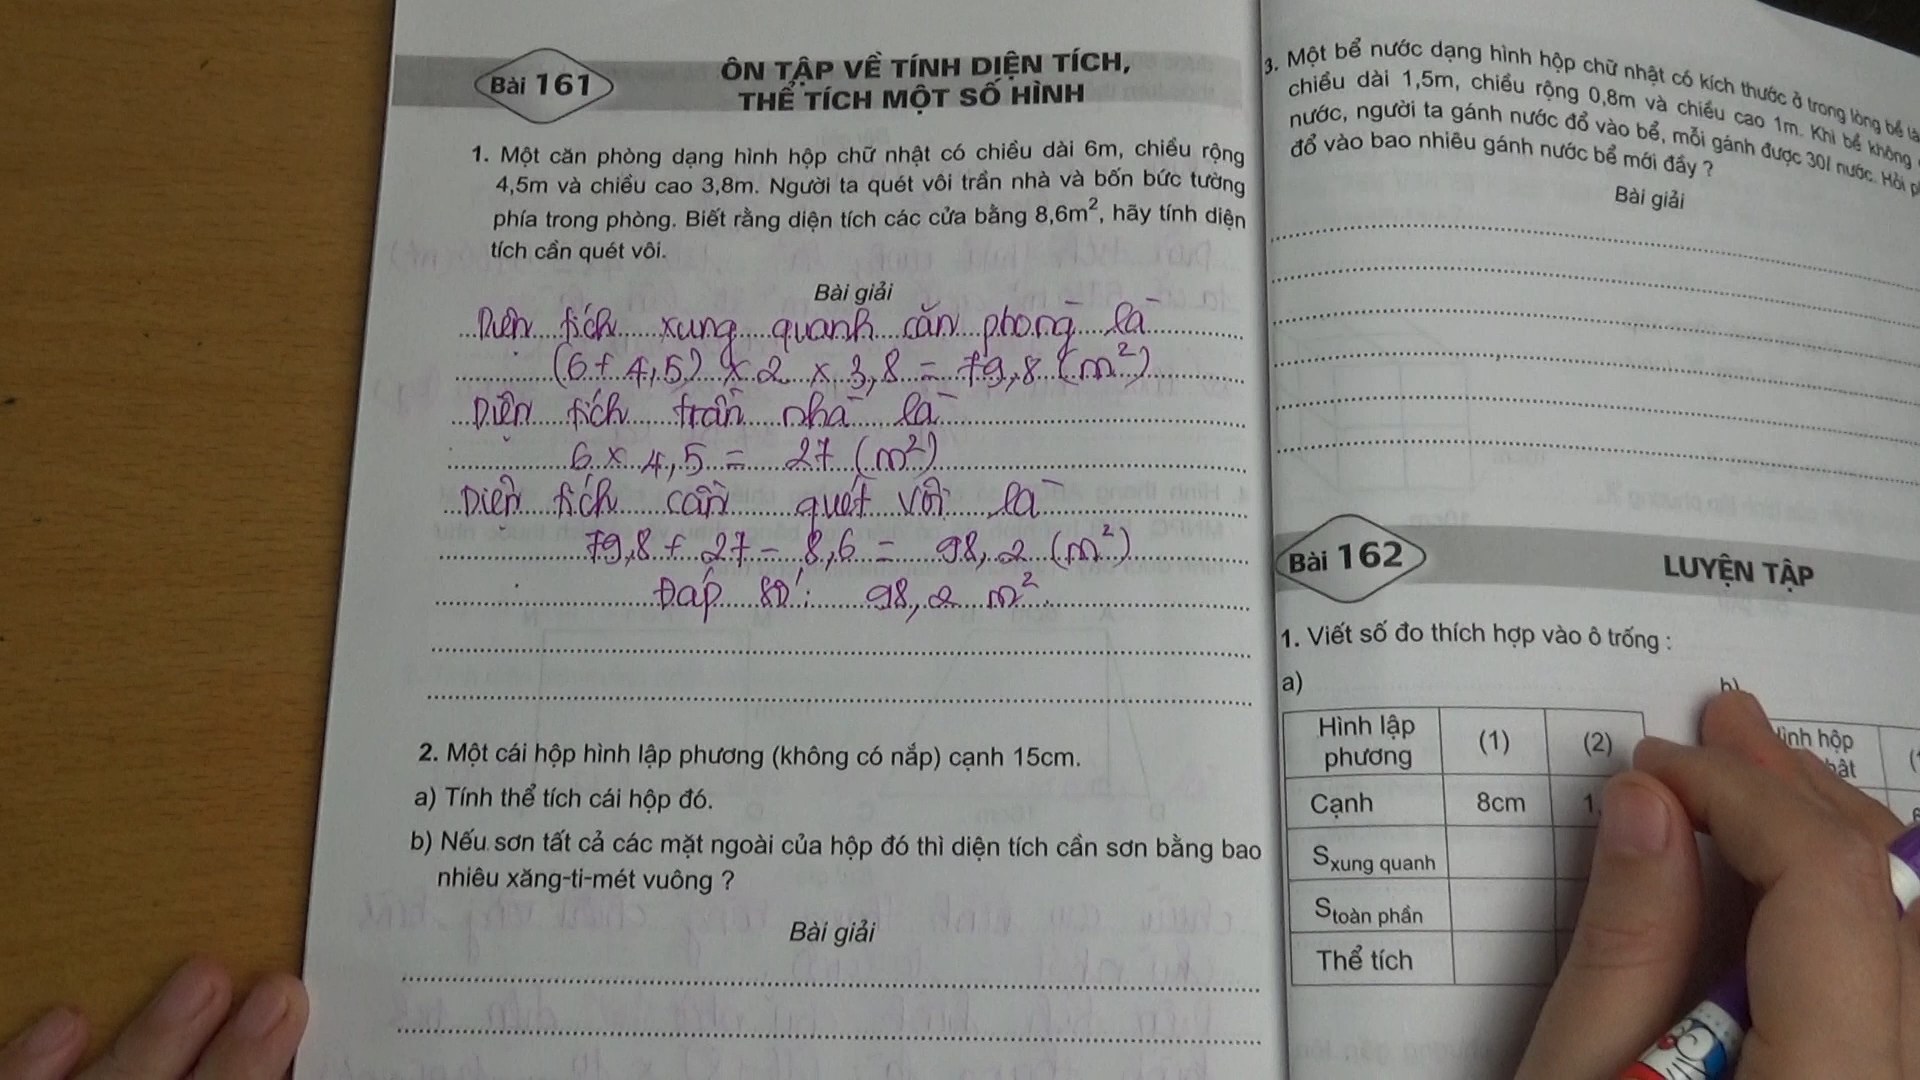 Bài 161
ÔN TẬP VỀ TÍNH DIỆN TÍCH,
THỂ TÍCH MỘT SỐ HÌNH
1. Một căn phòng dạng hình hộp chữ nhật có chiều dài 6m, chiều rộng
4,5m và chiều cao 3,8m. Người ta quét vôi trần nhà và bốn bức tường
phía trong phòng. Biết rằng diện tích các cửa bằng 8,6m², hãy tính diện
tích cần quét vôi.
Bài giải
Diện tích xung quanh căn phòng là
(6 + 4,5) x 2 x 3,8 = 79,8 (m²)
Diện tích trần nhà là
6 x 4,5 = 27 (m²)
Diện tích cần quét vôi là
79,8 + 27 - 8,6 = 98,2 (m²)
Đáp số: 98,2 m².
2. Một cái hộp hình lập phương (không có nắp) cạnh 15cm.
a) Tính thể tích cái hộp đó.
b) Nếu sơn tất cả các mặt ngoài của hộp đó thì diện tích cần sơn bằng bao
nhiêu xăng-ti-mét vuông ?
Bài giải
3. Một bể nước dạng hình hộp chữ nhật có kích thước ở trong lòng bể là
chiều dài 1,5m, chiều rộng 0,8m và chiều cao 1m. Khi bể không
nước, người ta gánh nước đổ vào bể, mỗi gánh được 30l nước. Hỏi
đổ vào bao nhiêu gánh nước bể mới đầy ?
Bài giải
Bài 162
LUYỆN TẬP
1. Viết số đo thích hợp vào ô trống :
a)
b)
Hình lập
phương
(1)
(2)
Cạnh
8cm
Sxung quanh
Stoàn phần
Thể tích
hộp